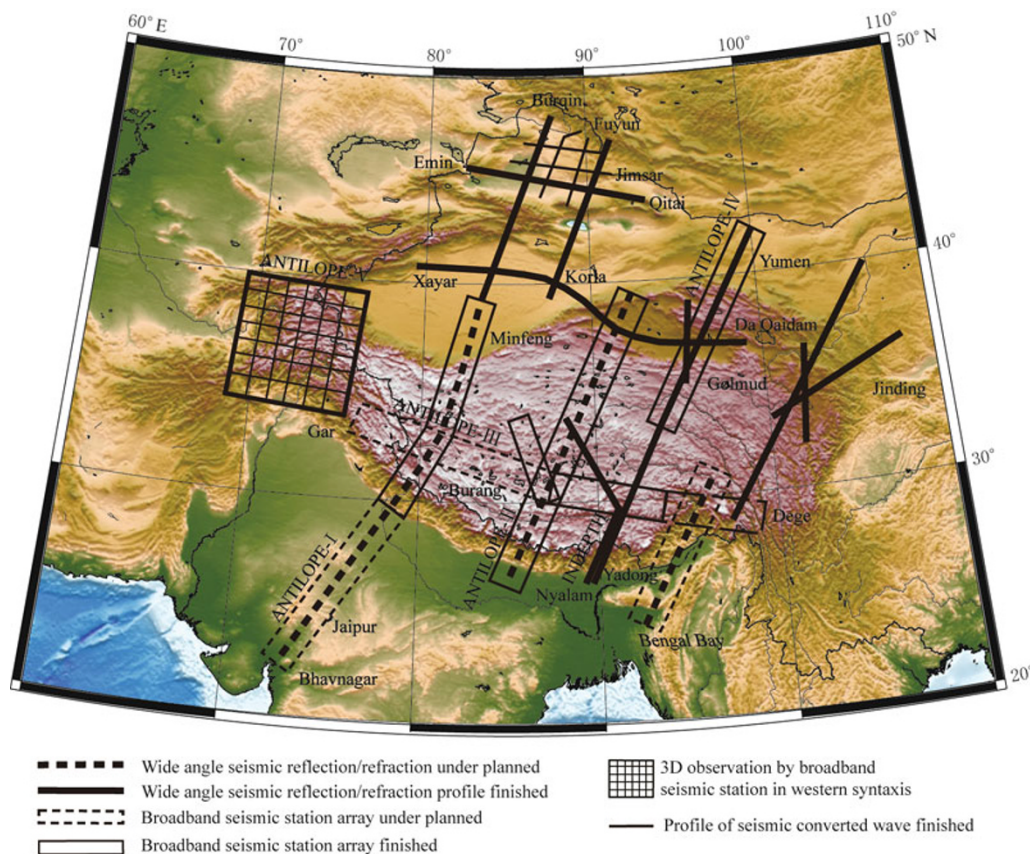 60° E
70°
80°
90°
100°
110°
50° N
Burqin
Fuyun
Emin
Jimsar
Qitai
ANTILOPE-IV
40°
Yumen
ANTILOPE-V
Xayar
Korla
Minfeng
Da Qaidam
Golmud
Jinding
ANTILOPE-III
Gar
30°
Burang
Dege
ANTILOPE-II
INDEPTH
ANTILOPE-I
Yadong
Nyalam
Jaipur
Bengal Bay
Bhavnagar
20°
Wide angle seismic reflection/refraction under planned
Wide angle seismic reflection/refraction profile finished
Broadband seismic station array under planned
Broadband seismic station array finished
3D observation by broadband
seismic station in western syntaxis
Profile of seismic converted wave finished